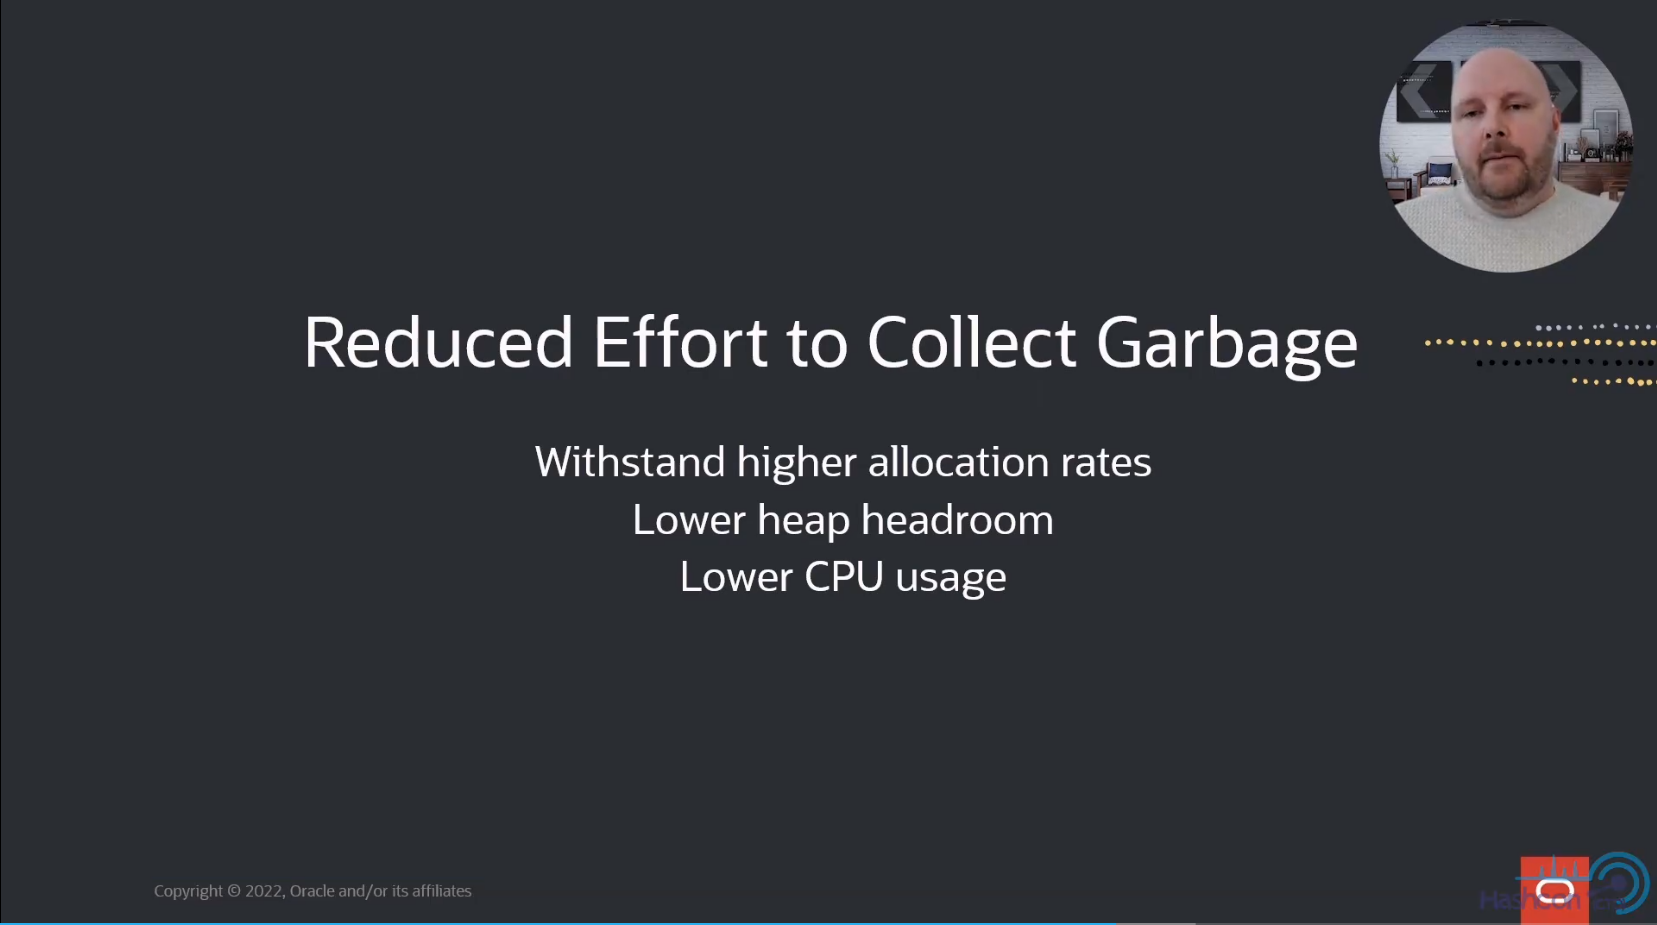 Reduced Effort to Collect Garbage
Withstand higher allocation rates
Lower heap headroom
Lower CPU usage
Copyright © 2022, Oracle and/or its affiliates